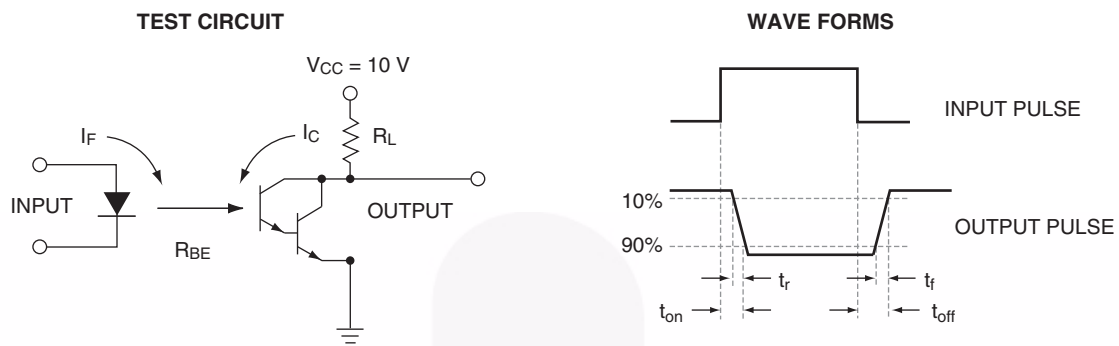 TEST CIRCUIT
VCC = 10 V
IF
IC
RL
INPUT
RBE
OUTPUT
WAVE FORMS
INPUT PULSE
10%
90%
OUTPUT PULSE
tr
tf
ton
toff